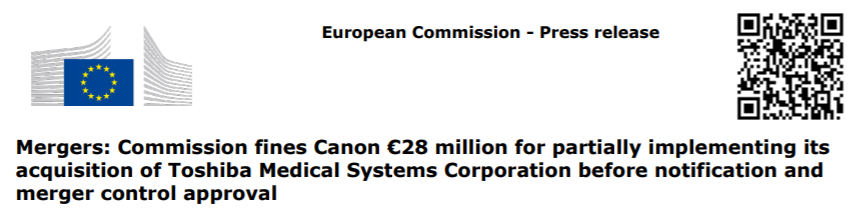 European Commission - Press release
Mergers: Commission fines Canon €28 million for partially implementing its
acquisition of Toshiba Medical Systems Corporation before notification and
merger control approval